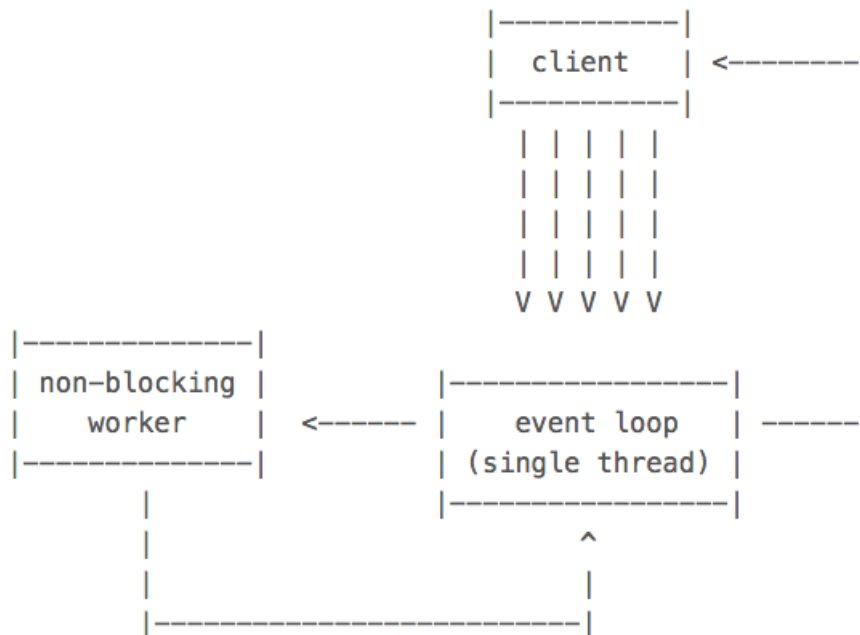 client
non-blocking
worker
event loop
(single thread)